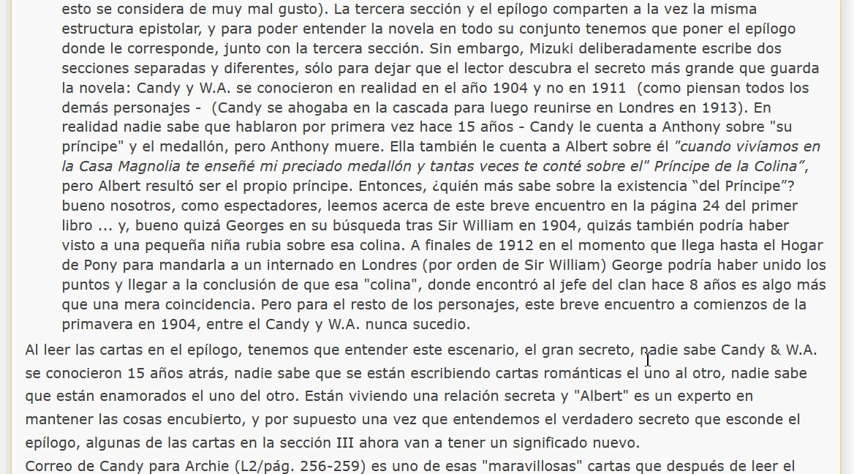 esto se considera de muy mal gusto). La tercera sección y el epílogo comparten a la vez la misma
estructura epistolar, y para poder entender la novela en todo su conjunto tenemos que poner el epílogo
donde le corresponde, junto con la tercera sección. Sin embargo, Mizuki deliberadamente escribe dos
secciones separadas y diferentes, sólo para dejar que el lector descubra el secreto más grande que guarda
la novela: Candy y W.A. se conocieron en realidad en el año 1904 y no en 1911  (como piensan todos los
demás personajes -  (Candy se ahogaba en la cascada para luego reunirse en Londres en 1913). En
realidad nadie sabe que hablaron por primera vez hace 15 años - Candy le cuenta a Anthony sobre "su
príncipe" y el medallón, pero Anthony muere. Ella también le cuenta a Albert sobre él "cuando vivíamos en
la Casa Magnolia te enseñé mi preciado medallón y tantas veces te conté sobre el" Príncipe de la Colina”,
pero Albert resultó ser el propio príncipe. Entonces, ¿quién más sabe sobre la existencia “del Príncipe”?
bueno nosotros, como espectadores, leemos acerca de este breve encuentro en la página 24 del primer
libro ... y, bueno quizá Georges en su búsqueda tras Sir William en 1904, quizás también podría haber
visto a una pequeña niña rubia sobre esa colina. A finales de 1912 en el momento que llega hasta el Hogar
de Pony para mandarla a un internado en Londres (por orden de Sir William) George podría haber unido los
puntos y llegar a la conclusión de que esa "colina", donde encontró al jefe del clan hace 8 años es algo más
que una mera coincidencia. Pero para el resto de los personajes, este breve encuentro a comienzos de la
primavera en 1904, entre el Candy y W.A. nunca sucedio.
Al leer las cartas en el epílogo, tenemos que entender este escenario, el gran secreto, nadie sabe Candy & W.A.
se conocieron 15 años atrás, nadie sabe que se están escribiendo cartas románticas el uno al otro, nadie sabe
que están enamorados el uno del otro. Están viviendo una relación secreta y "Albert" es un experto en
mantener las cosas encubierto, y por supuesto una vez que entendemos el verdadero secreto que esconde el
epílogo, algunas de las cartas en la sección III ahora van a tener un significado nuevo.
Correo de Candy para Archie (L2/pág. 256-259) es uno de esas "maravillosas" cartas que después de leer el